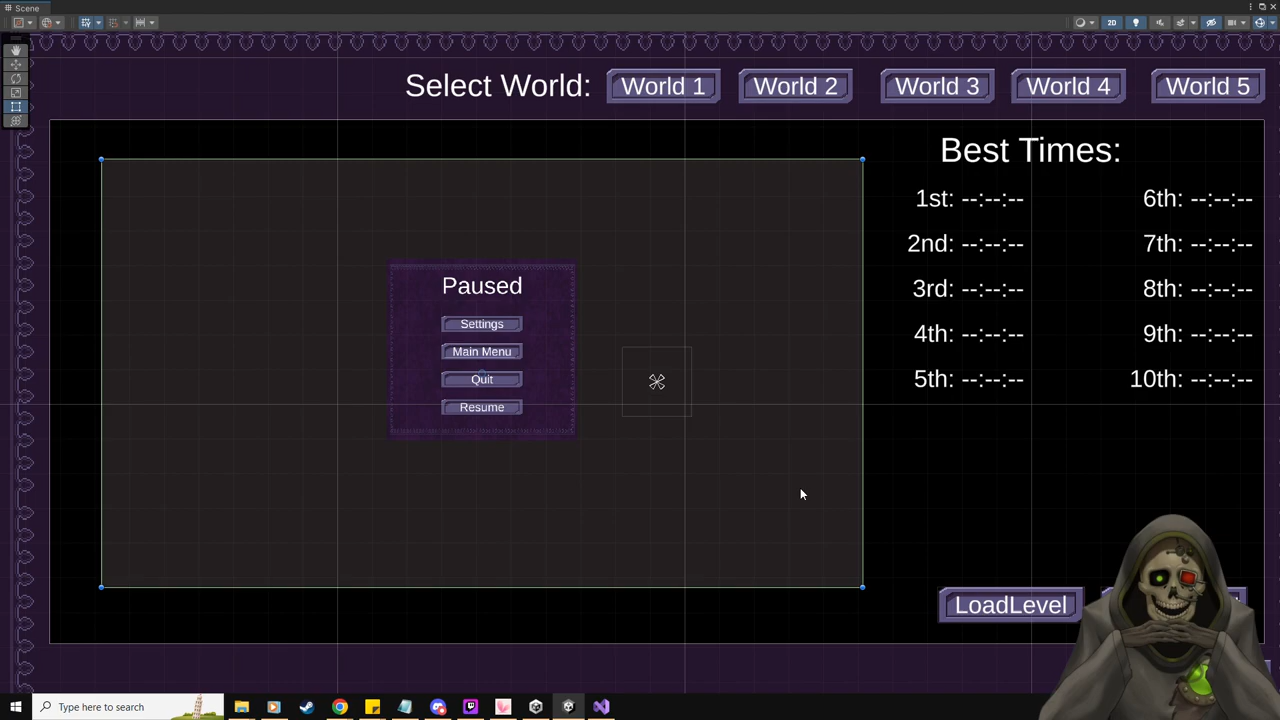 Scene
2D
Select World: World 1 World 2 World 3 World 4 World 5
Best Times:
1st: --:--:-- 6th: --:--:--
2nd: --:--:-- 7th: --:--:--
3rd: --:--:-- 8th: --:--:--
4th: --:--:-- 9th: --:--:--
5th: --:--:-- 10th: --:--:--
Paused
Settings
Main Menu
Quit
Resume
LoadLevel
Type here to search